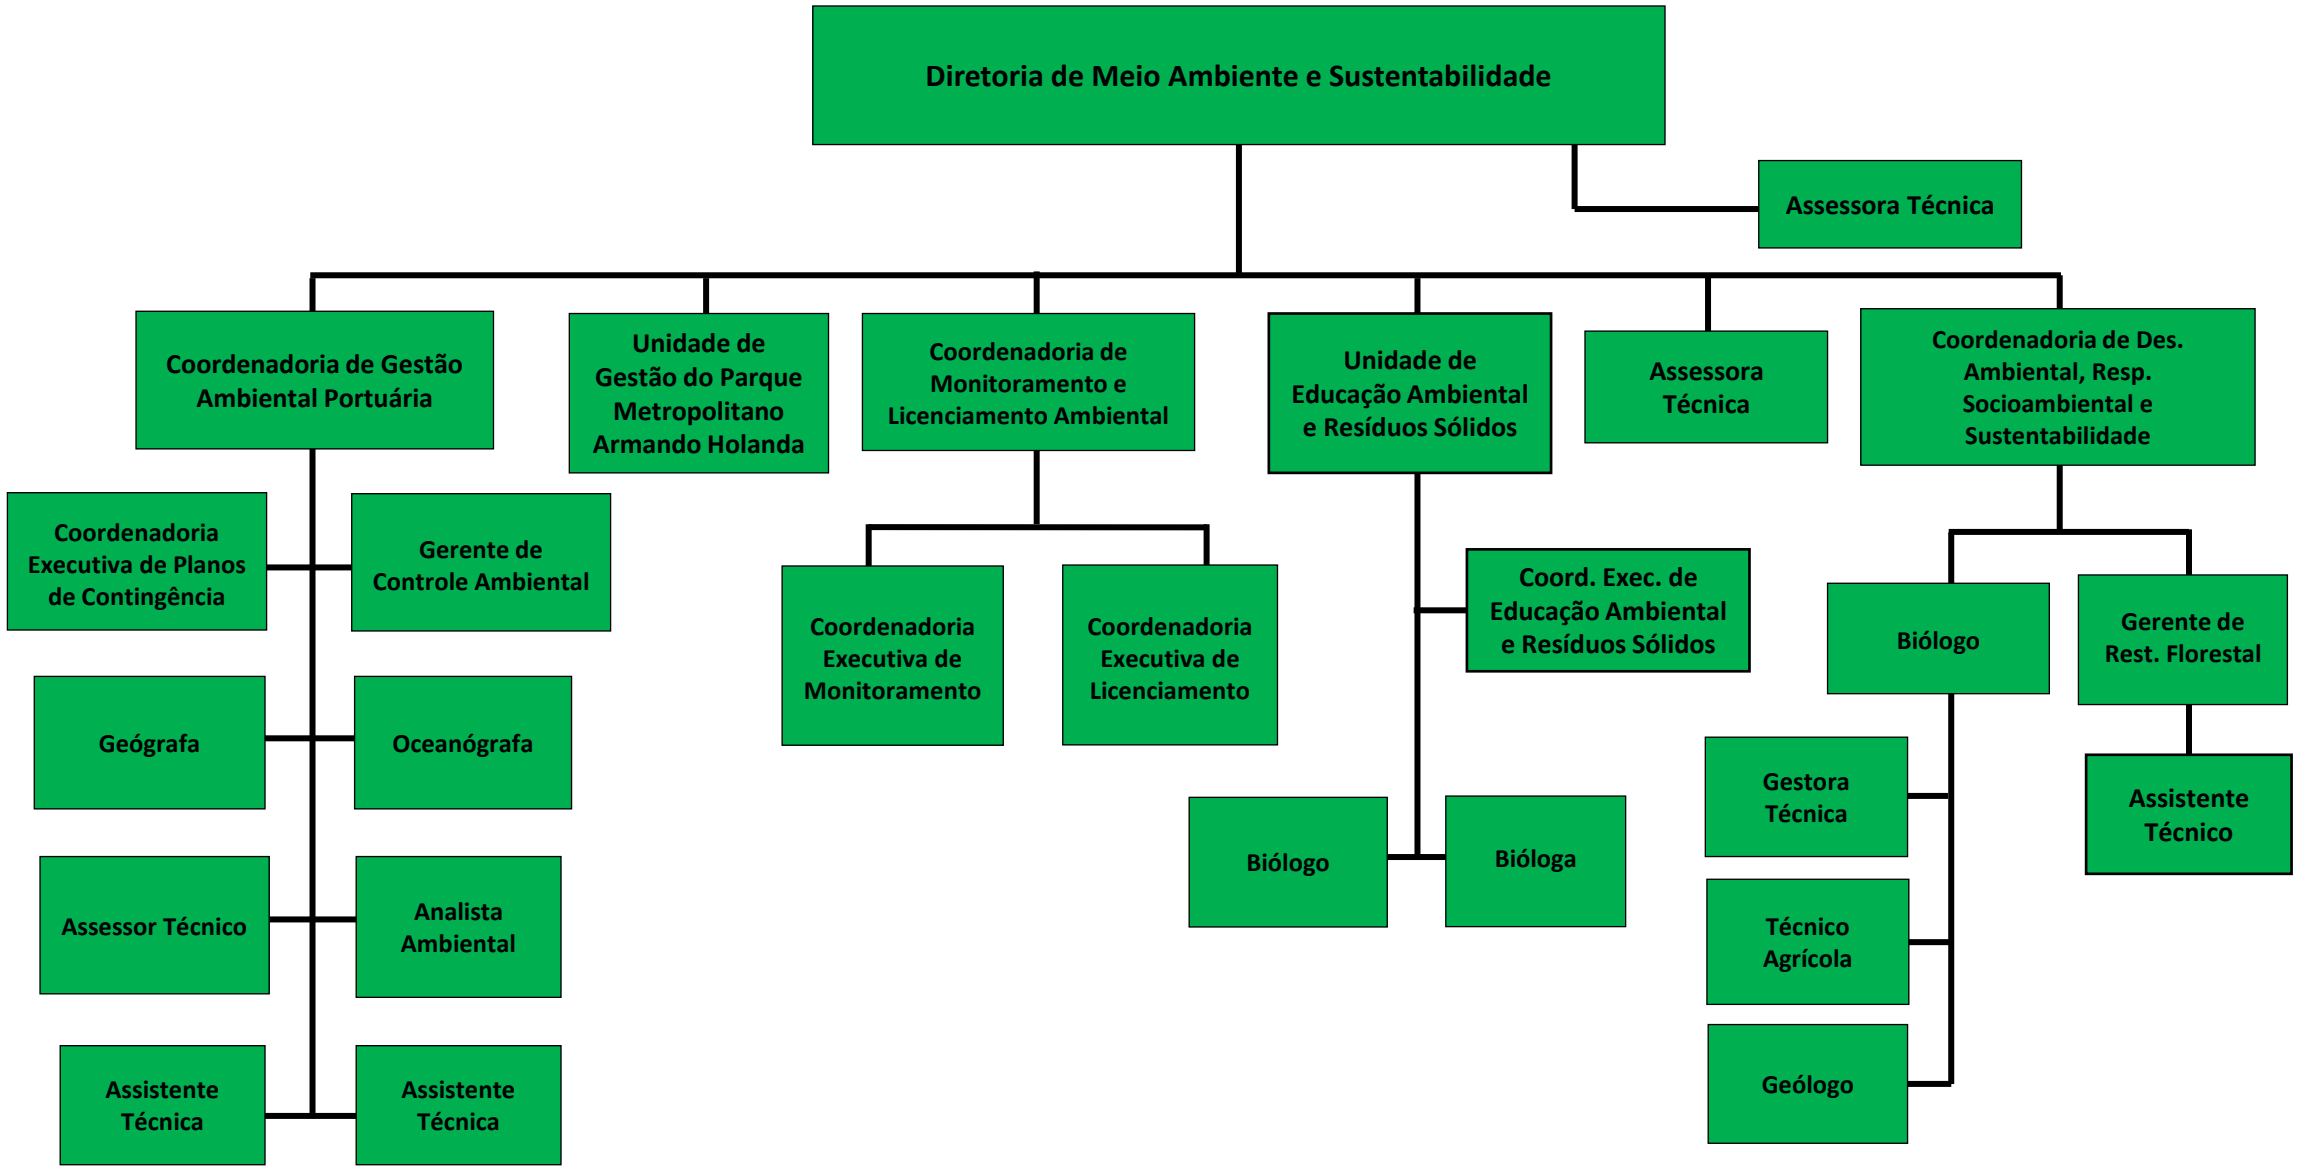 Diretoria de Meio Ambiente e Sustentabilidade
Assessora Técnica
Coordenadoria de Gestão
Ambiental Portuária
Unidade de
Gestão do Parque
Metropolitano
Armando Holanda
Coordenadoria de
Monitoramento e
Licenciamento Ambiental
Unidade de
Educação Ambiental
e Resíduos Sólidos
Assessora
Técnica
Coordenadoria de Des.
Ambiental, Resp.
Socioambiental e
Sustentabilidade
Coordenadoria
Executiva de Planos
de Contingência
Gerente de
Controle Ambiental
Geógrafa
Oceanógrafa
Assessor Técnico
Analista
Ambiental
Assistente
Técnica
Assistente
Técnica
Coordenadoria
Executiva de
Monitoramento
Coordenadoria
Executiva de
Licenciamento
Coord. Exec. de
Educação Ambiental
e Resíduos Sólidos
Biólogo
Bióloga
Biólogo
Gerente de
Rest. Florestal
Gestora
Técnica
Técnico
Agrícola
Geólogo
Assistente
Técnico